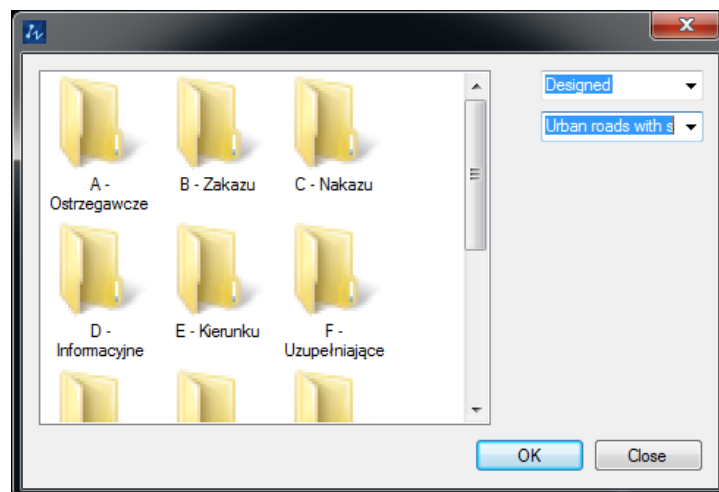 Designed
Urban roads with s
A -
Ostrzegawcze
B - Zakazu
C - Nakazu
D -
Informacyjne
E - Kierunku
F -
Uzupełniające
OK
Close